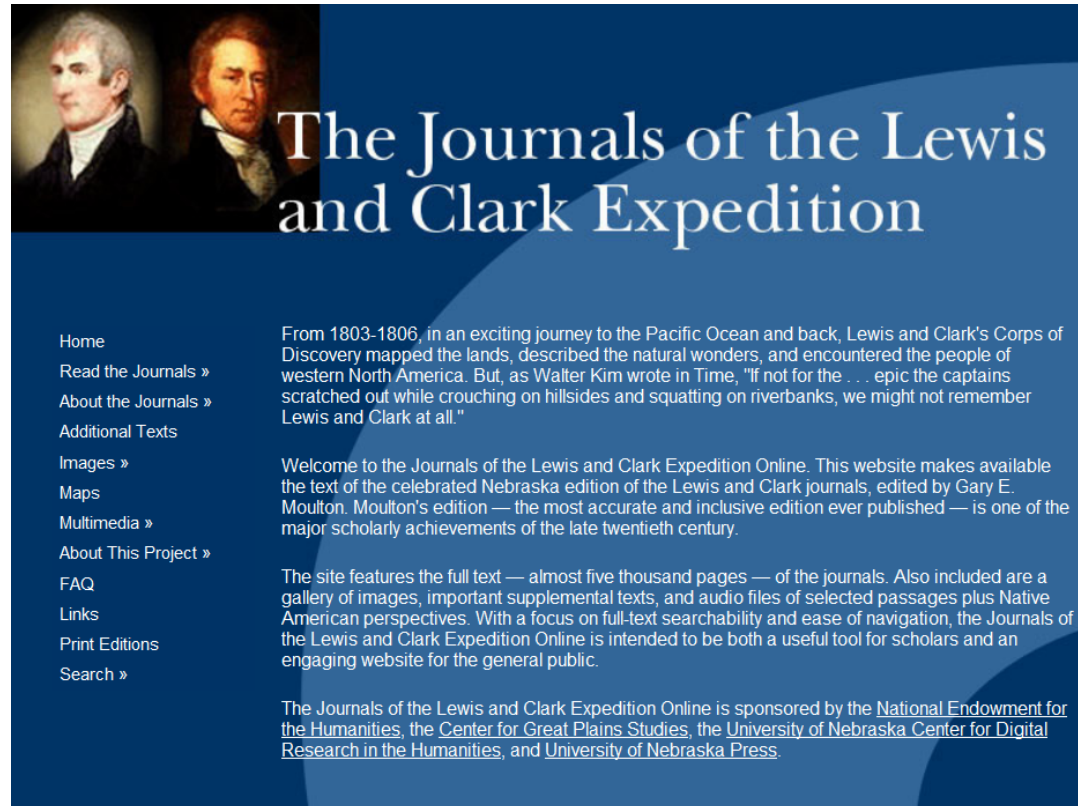 The Journals of the Lewis
and Clark Expedition
Home
Read the Journals »
About the Journals »
Additional Texts
Images »
Maps
Multimedia »
About This Project »
FAQ
Links
Print Editions
Search »
From 1803-1806, in an exciting journey to the Pacific Ocean and back, Lewis and Clark's Corps of
Discovery mapped the lands, described the natural wonders, and encountered the people of
western North America. But, as Walter Kim wrote in Time, "If not for the . . . epic the captains
scratched out while crouching on hillsides and squatting on riverbanks, we might not remember
Lewis and Clark at all."
Welcome to the Journals of the Lewis and Clark Expedition Online. This website makes available
the text of the celebrated Nebraska edition of the Lewis and Clark journals, edited by Gary E.
Moulton. Moulton's edition — the most accurate and inclusive edition ever published — is one of the
major scholarly achievements of the late twentieth century.
The site features the full text — almost five thousand pages — of the journals. Also included are a
gallery of images, important supplemental texts, and audio files of selected passages plus Native
American perspectives. With a focus on full-text searchability and ease of navigation, the Journals of
the Lewis and Clark Expedition Online is intended to be both a useful tool for scholars and an
engaging website for the general public.
The Journals of the Lewis and Clark Expedition Online is sponsored by the National Endowment for
the Humanities, the Center for Great Plains Studies, the University of Nebraska Center for Digital
Research in the Humanities, and University of Nebraska Press.